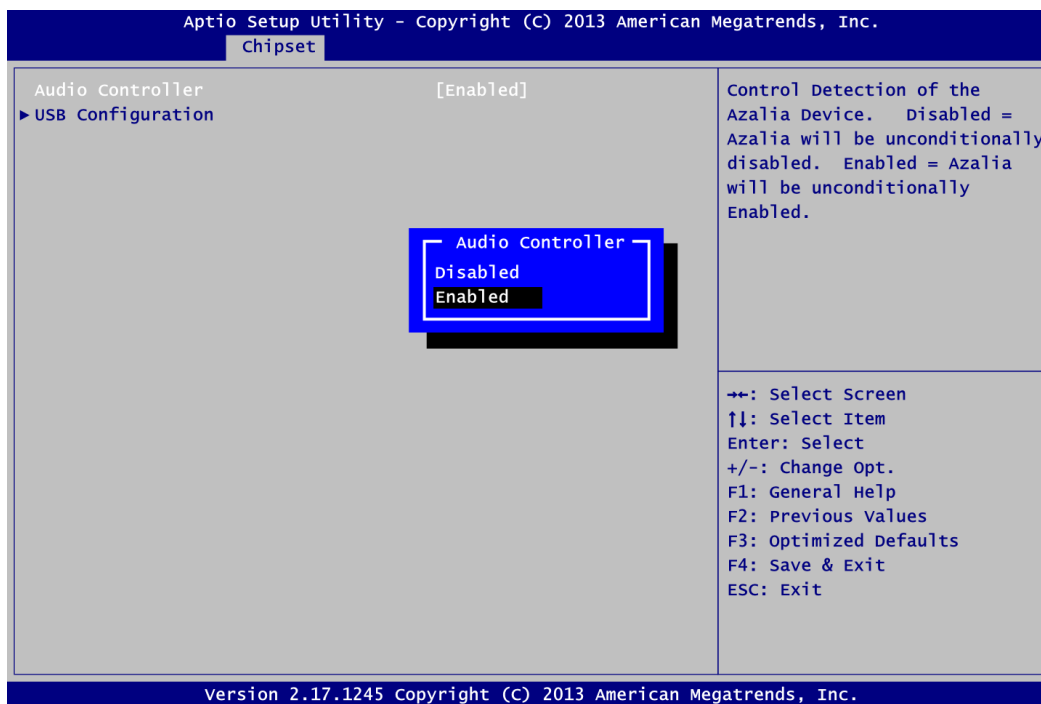 Aptio Setup Utility - Copyright (C) 2013 American Megatrends, Inc.
Chipset
Audio Controller [Enabled]
►USB Configuration
Audio Controller
Disabled
Enabled
Control Detection of the
Azalia Device. Disabled =
Azalia will be unconditionally
disabled. Enabled = Azalia
will be unconditionally
Enabled.
→←: Select Screen
↑↓: Select Item
Enter: Select
+/-: Change Opt.
F1: General Help
F2: Previous Values
F3: Optimized Defaults
F4: Save & Exit
ESC: Exit
Version 2.17.1245 Copyright (C) 2013 American Megatrends, Inc.